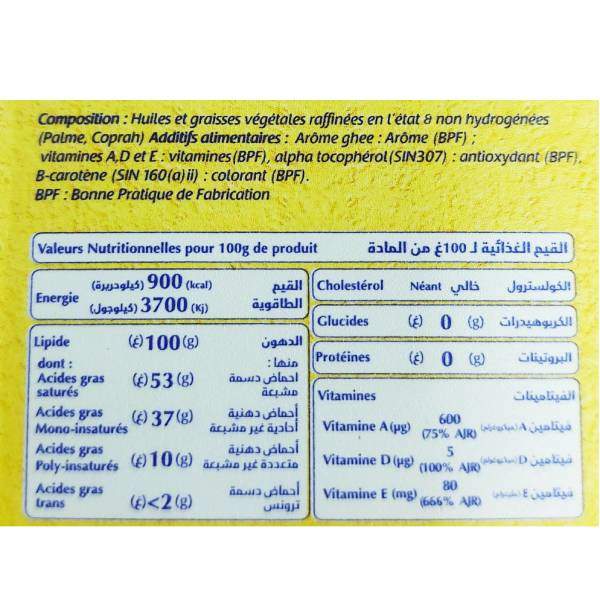 Composition : Huiles et graisses végétales raffinées en l'état & non hydrogénées
(Palme, Coprah) Additifs alimentaires : Arôme ghee : Arôme (BPF) ;
vitamines A,D et E : vitamines (BPF), alpha tocophérol (SIN307) : antioxydant (BPF),
B-carotène (SIN 160(a)ii) : colorant (BPF).
BPF : Bonne Pratique de Fabrication
Valeurs Nutritionnelles pour 100g de produit القيم الغذائية لـ 100غ من المادة
Energie 900 (kcal) (كيلوحريرة) القيم الطاقوية
3700 (Kj) (كيلوجول)
Lipide (غ) 100 (g) الدهون
dont : منها :
Acides gras saturés (غ) 53 (g) احماض دسمة مشبعة
Acides gras Mono-insaturés (غ) 37 (g) أحماض دهنية أحادية غير مشبعة
Acides gras Poly-insaturés (غ) 10 (g) أحماض دهنية متعددة غير مشبعة
Acides gras trans (غ) <2 (g) أحماض دسمة ترونس
Cholestérol Néant خالي الكولسترول
Glucides (غ) 0 (g) الكربوهيدرات
Protéines (غ) 0 (g) البروتينات
Vitamines الفيتامينات
Vitamine A (µg) 600 (75% AJR) فيتامين A
Vitamine D (µg) 5 (100% AJR) فيتامين D
Vitamine E (mg) 80 (666% AJR) فيتامين E